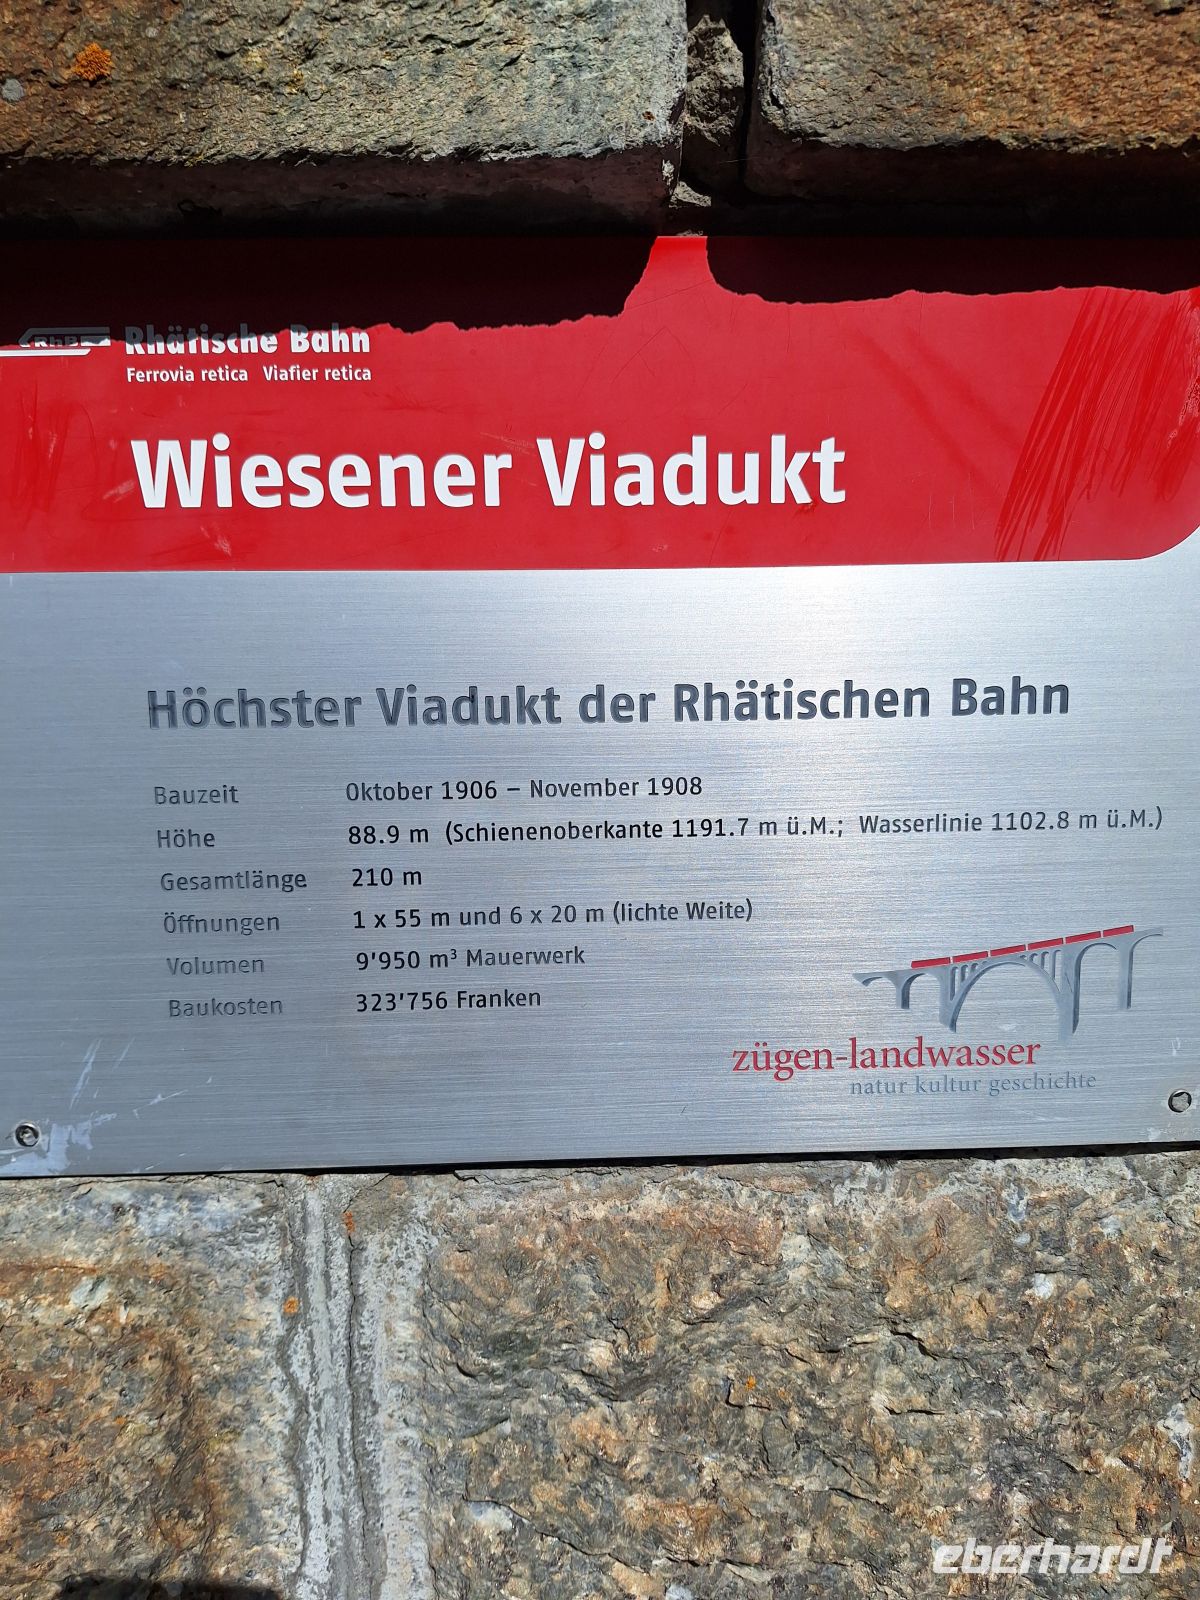 RhB Rhätische Bahn
Ferrovia retica Viafier retica
Wiesener Viadukt
Höchster Viadukt der Rhätischen Bahn
Bauzeit Oktober 1906 – November 1908
Höhe 88.9 m (Schienenoberkante 1191.7 m ü.M.; Wasserlinie 1102.8 m ü.M.)
Gesamtlänge 210 m
Öffnungen 1 x 55 m und 6 x 20 m (lichte Weite)
Volumen 9'950 m³ Mauerwerk
Baukosten 323'756 Franken
zügen-landwasser
natur kultur geschichte
eberhardt